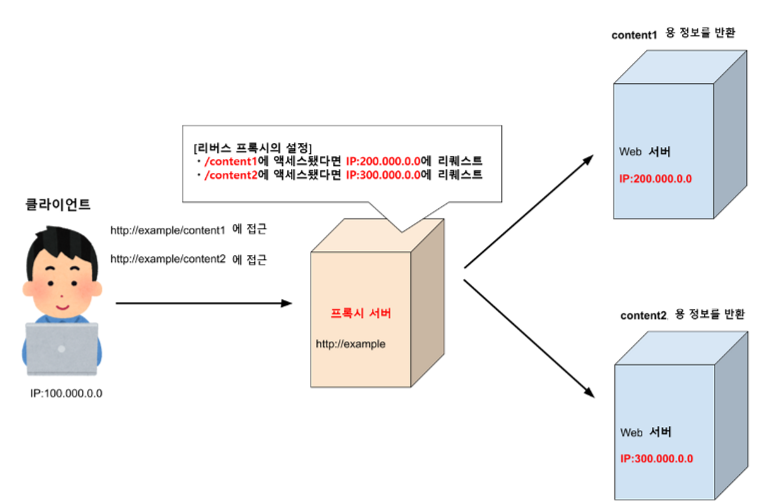 content1 용 정보를 반환
[리버스 프록시의 설정]
・/content1에 액세스됐다면 IP:200.000.0.0에 리퀘스트
・/content2에 액세스됐다면 IP:300.000.0.0에 리퀘스트
Web 서버
IP:200.000.0.0
클라이언트
http://example/content1 에 접근
http://example/content2 에 접근
프록시 서버
http://example
content2 용 정보를 반환
IP:100.000.0.0
Web 서버
IP:300.000.0.0